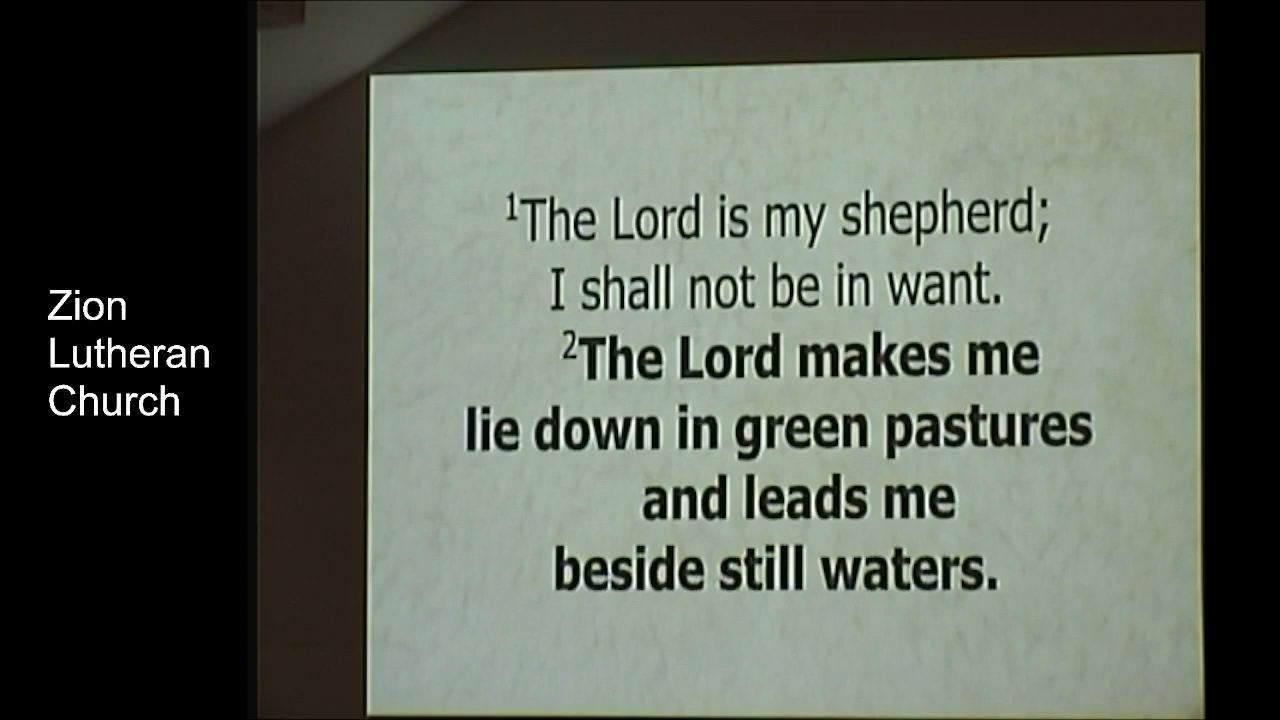 Zion
Lutheran
Church
¹The Lord is my shepherd;
I shall not be in want.
²The Lord makes me
lie down in green pastures
and leads me
beside still waters.